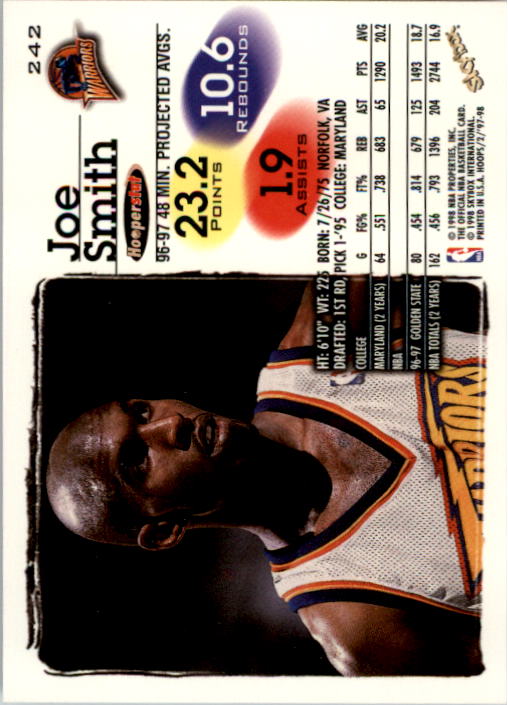 242
WARRIORS
Joe
Smith
Hooperstar
96-97 48 MIN. PROJECTED AVGS.
23.2
POINTS
10.6
REBOUNDS
1.9
ASSISTS
HT: 6'10" WT: 225 BORN: 7/26/75 NORFOLK, VA
DRAFTED: 1ST RD, PICK 1-'95 COLLEGE: MARYLAND
COLLEGE G FG% FT% REB AST PTS AVG
MARYLAND (2 YEARS) 64 .551 .738 683 65 1290 20.2
NBA
96-97 GOLDEN STATE 80 .454 .814 679 125 1493 18.7
NBA TOTALS (2 YEARS) 162 .456 .793 1396 204 2744 16.9
© 1998 NBA PROPERTIES, INC.
THE OFFICIAL NBA BASKETBALL CARD.
© 1998 SKYBOX INTERNATIONAL.
PRINTED IN U.S.A. HOOPS/2/'97-98
NBA
SKYBOX
WARRIORS